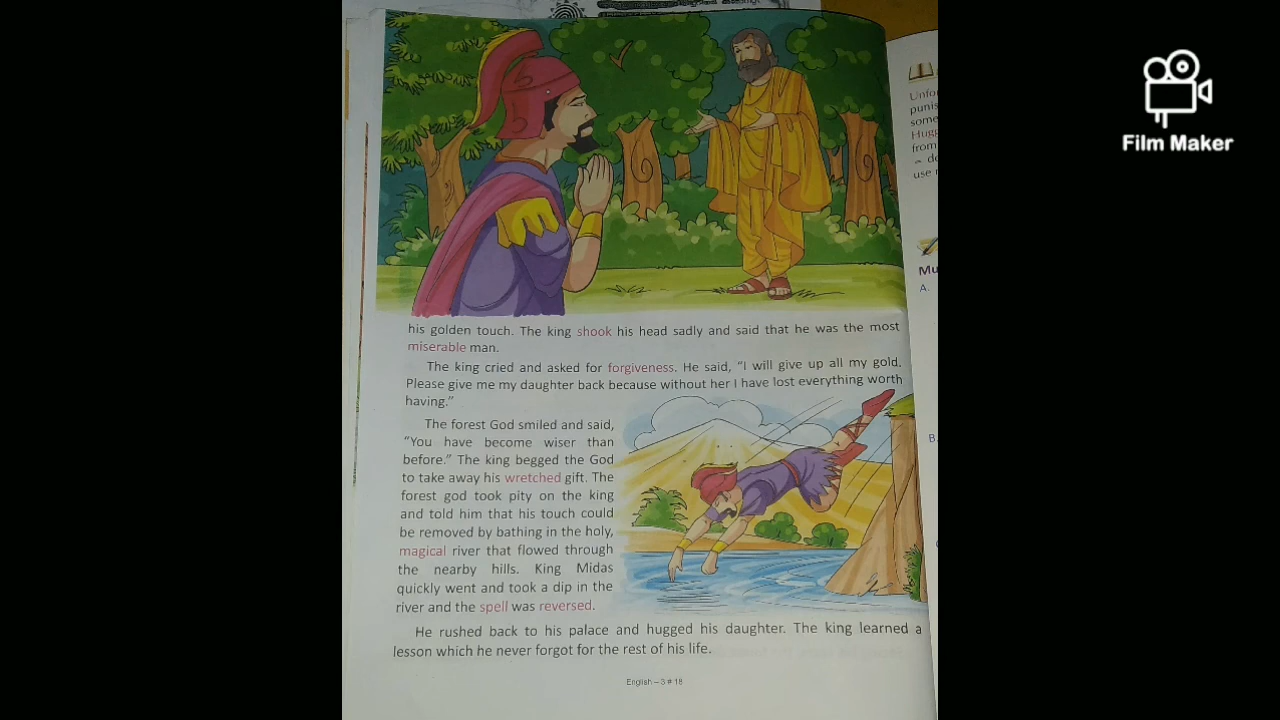 Film Maker
his golden touch. The king shook his head sadly and said that he was the most
miserable man.
The king cried and asked for forgiveness. He said, "I will give up all my gold.
Please give me my daughter back because without her I have lost everything worth
having."
The forest God smiled and said,
"You have become wiser than
before." The king begged the God
to take away his wretched gift. The
forest god took pity on the king
and told him that his touch could
be removed by bathing in the holy,
magical river that flowed through
the nearby hills. King Midas
quickly went and took a dip in the
river and the spell was reversed.
He rushed back to his palace and hugged his daughter. The king learned a
lesson which he never forgot for the rest of his life.
English – 3 # 18
Unfo
punis
some
Hugg
from
use
Mu
A.
B.